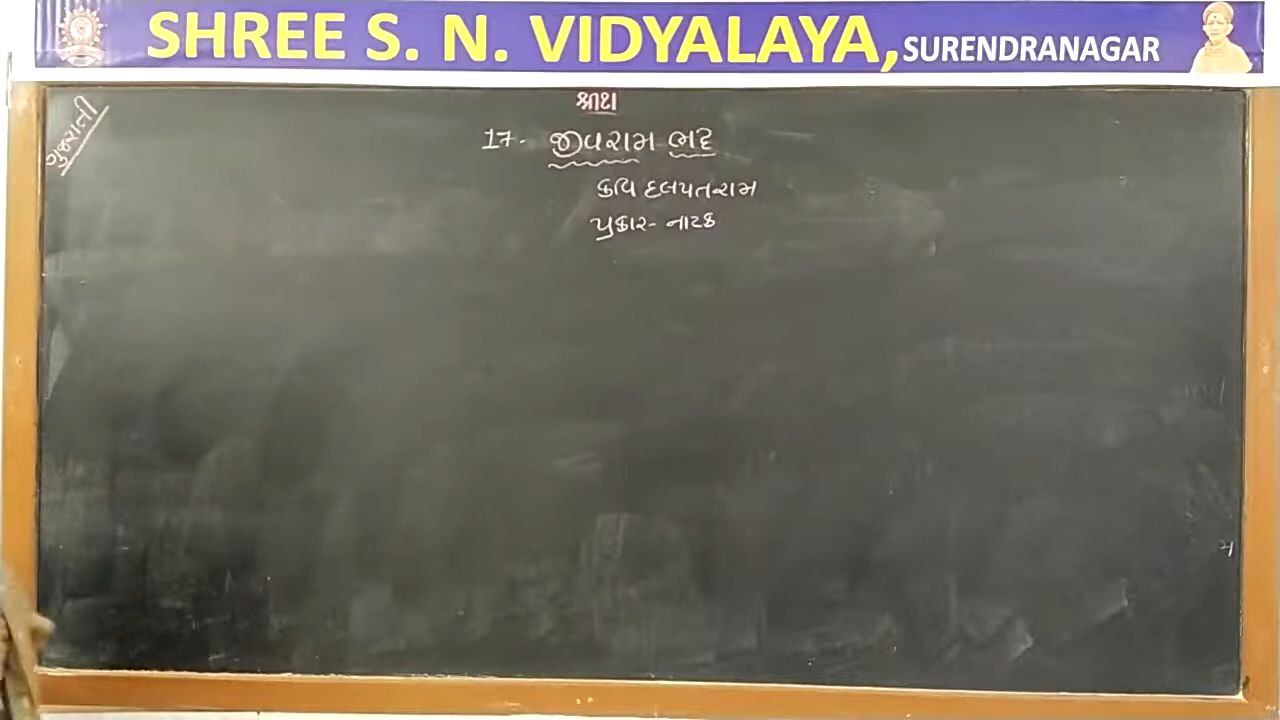 SHREE S. N. VIDYALAYA, SURENDRANAGAR
ગુજરાતી
શ્રીજી
17. જીવરામ ભટ્ટ
કવિ દલપતરામ
પ્રકાર- નાટક